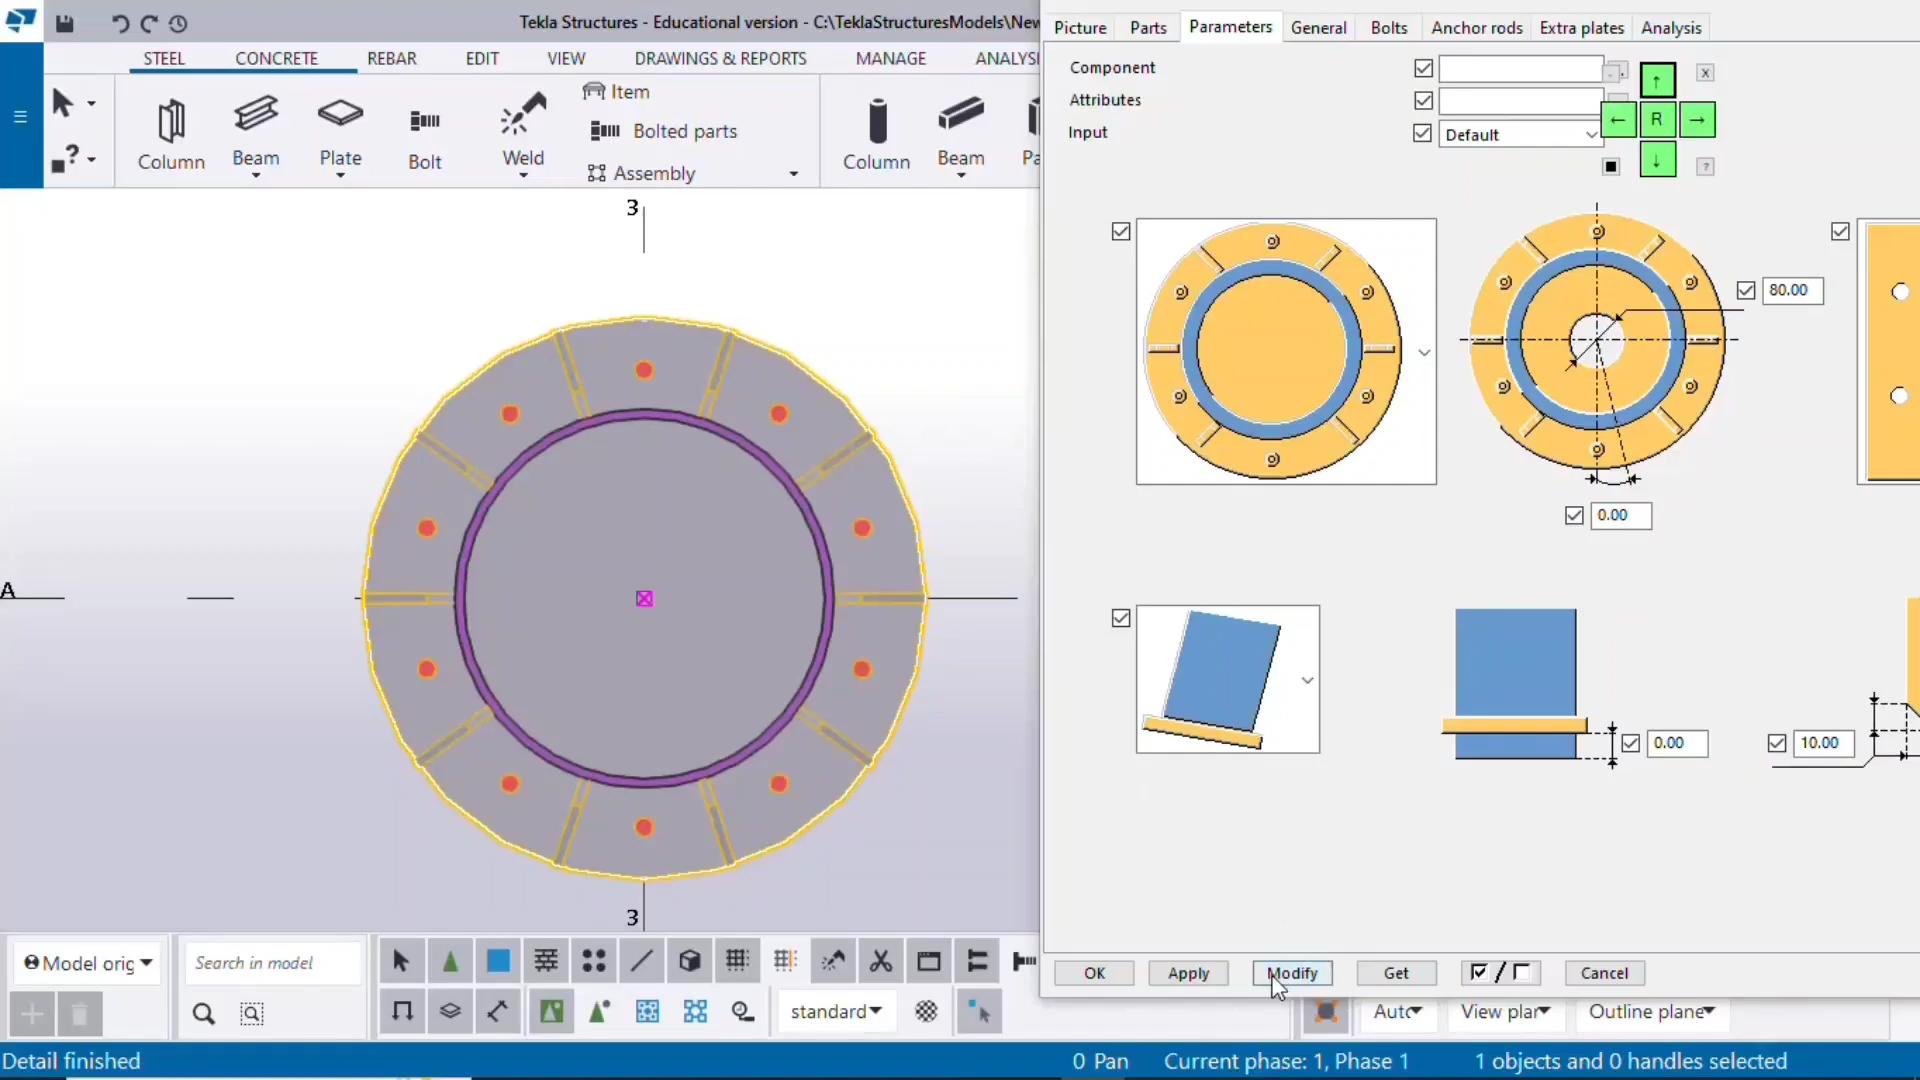 Tekla Structures - Educational version - C:\TeklaStructuresModels\New
STEEL CONCRETE REBAR EDIT VIEW DRAWINGS & REPORTS MANAGE ANALYSI
Column Beam Plate Bolt Weld
Item
Bolted parts
Assembly
Column Beam Pa
Picture Parts Parameters General Bolts Anchor rods Extra plates Analysis
Component
Attributes
Input Default
R
X
?
80.00
0.00
0.00
10.00
3
A
3
OK Apply Modify Get / Cancel
Model orig Search in model
standard
Auto View plan Outline plane
Detail finished 0 Pan Current phase: 1, Phase 1 1 objects and 0 handles selected